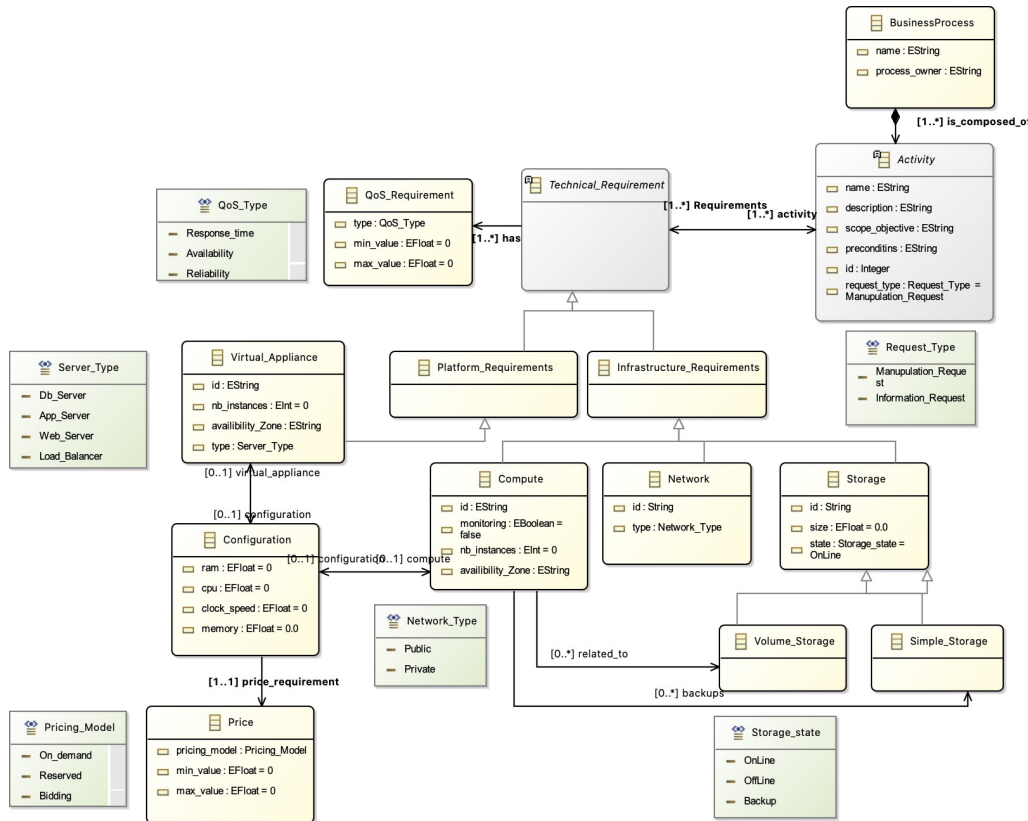 BusinessProcess
name : EString
process_owner : EString
[1..*] is_composed_of
Activity
name : EString
description : EString
scope_objective : EString
preconditins : EString
id : Integer
request_type : Request_Type =
Manupulation_Request
Technical_Requirement
[1..*] Requirements
[1..*] activity
QoS_Requirement
type : QoS_Type
min_value : EFloat = 0
max_value : EFloat = 0
[1..*] has
QoS_Type
Response_time
Availability
Reliability
Request_Type
Manupulation_Reque
st
Information_Request
Server_Type
Db_Server
App_Server
Web_Server
Load_Balancer
Virtual_Appliance
id : EString
nb_instances : EInt = 0
availibility_Zone : EString
type : Server_Type
Platform_Requirements
Infrastructure_Requirements
[0..1] virtual_appliance
[0..1] configuration
Configuration
ram : EFloat = 0
cpu : EFloat = 0
clock_speed : EFloat = 0
memory : EFloat = 0.0
[0..1] configuration
[0..1] compute
Compute
id : EString
monitoring : EBoolean =
false
nb_instances : EInt = 0
availibility_Zone : EString
Network
id : String
type : Network_Type
Storage
id : String
size : EFloat = 0.0
state : Storage_state =
OnLine
Network_Type
Public
Private
Volume_Storage
Simple_Storage
[0..*] related_to
[0..*] backups
[1..1] price_requirement
Pricing_Model
On_demand
Reserved
Bidding
Price
pricing_model : Pricing_Model
min_value : EFloat = 0
max_value : EFloat = 0
Storage_state
OnLine
OffLine
Backup